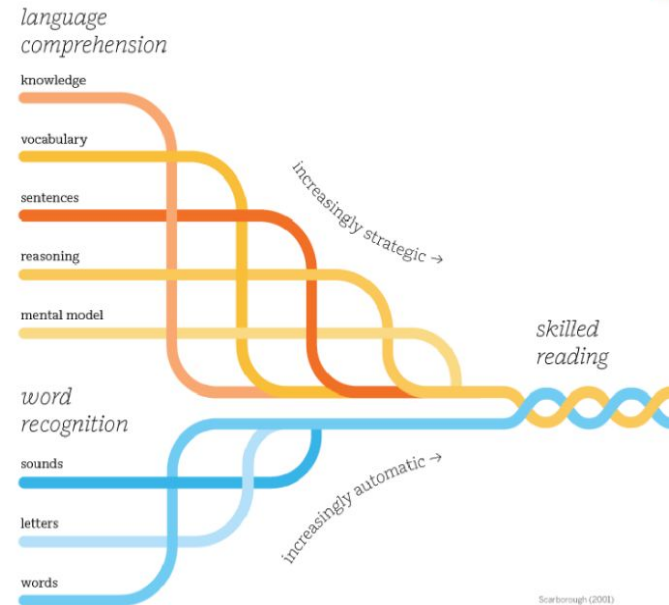 language
comprehension
knowledge
vocabulary
sentences
reasoning
mental model
increasingly strategic →
skilled
reading
word
recognition
sounds
letters
words
increasingly automatic →
Scarborough (2001)